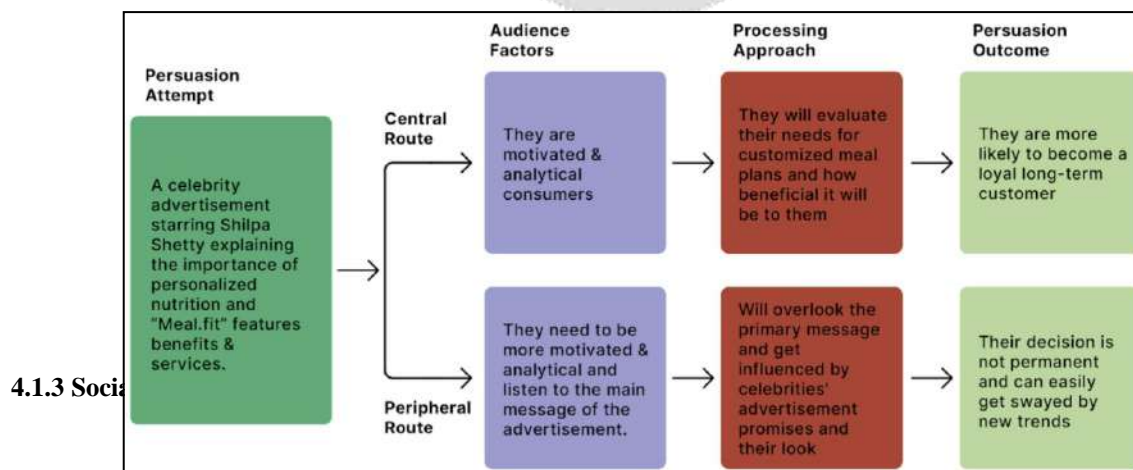 Audience
Factors
Processing
Approach
Persuasion
Outcome
Persuasion
Attempt
A celebrity
advertisement
starring Shilpa
Shetty explaining
the importance of
personalized
nutrition and
"Meal.fit" features
benefits &
services.
Central
Route
They are
motivated &
analytical
consumers
They will evaluate
their needs for
customized meal
plans and how
beneficial it will
be to them
They are more
likely to become a
loyal long-term
customer
Peripheral
Route
They need to be
more motivated &
analytical and
listen to the main
message of the
advertisement.
Will overlook the
primary message
and get
influenced by
celebrities'
advertisement
promises and
their look
Their decision is
not permanent
and can easily
get swayed by
new trends
4.1.3